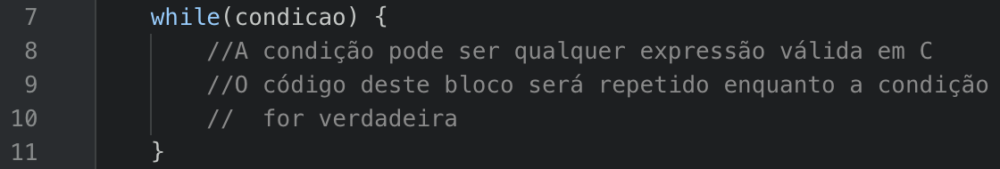 7 while(condicao) {
8 //A condição pode ser qualquer expressão válida em C
9 //O código deste bloco será repetido enquanto a condição
10 //  for verdadeira
11 }